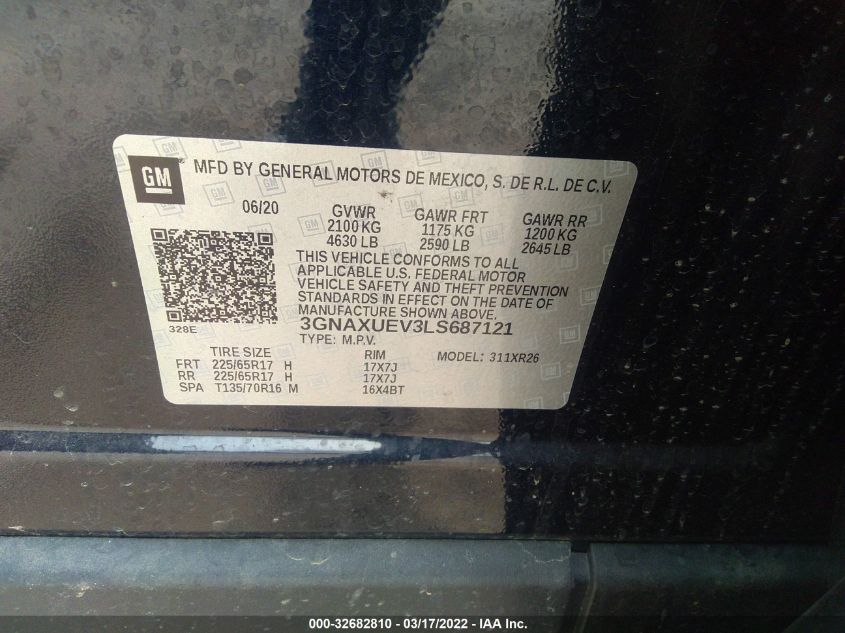 GM MFD BY GENERAL MOTORS DE MEXICO, S. DE R.L. DE C.V.
06/20 GVWR GAWR FRT GAWR RR
2100 KG 1175 KG 1200 KG
4630 LB 2590 LB 2645 LB
THIS VEHICLE CONFORMS TO ALL
APPLICABLE U.S. FEDERAL MOTOR
VEHICLE SAFETY AND THEFT PREVENTION
STANDARDS IN EFFECT ON THE DATE OF
MANUFACTURE SHOWN ABOVE.
328E 3GNAXUEV3LS687121
TYPE: M.P.V. MODEL: 311XR26
TIRE SIZE RIM
FRT 225/65R17 H 17X7J
RR 225/65R17 H 17X7J
SPA T135/70R16 M 16X4BT
000-32682810 - 03/17/2022 - IAA Inc.